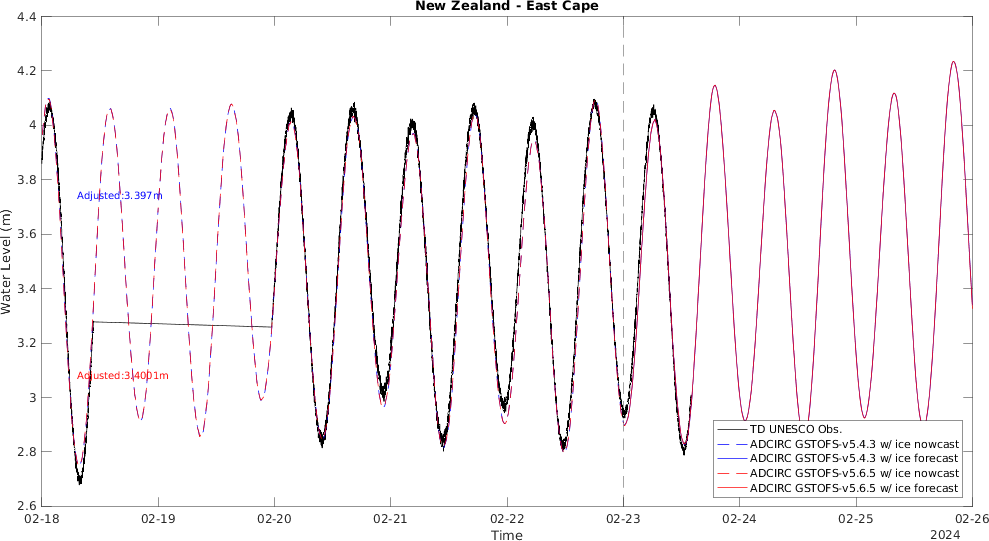 New Zealand - East Cape
4.4
4.2
4
3.8
3.6
3.4
3.2
3
2.8
2.6
Water Level (m)
Adjusted:3.397m
Adjusted:3.4001m
TD UNESCO Obs.
ADCIRC GSTOFS-v5.4.3 w/ ice nowcast
ADCIRC GSTOFS-v5.4.3 w/ ice forecast
ADCIRC GSTOFS-v5.6.5 w/ ice nowcast
ADCIRC GSTOFS-v5.6.5 w/ ice forecast
02-18 02-19 02-20 02-21 02-22 02-23 02-24 02-25 02-26
Time
2024